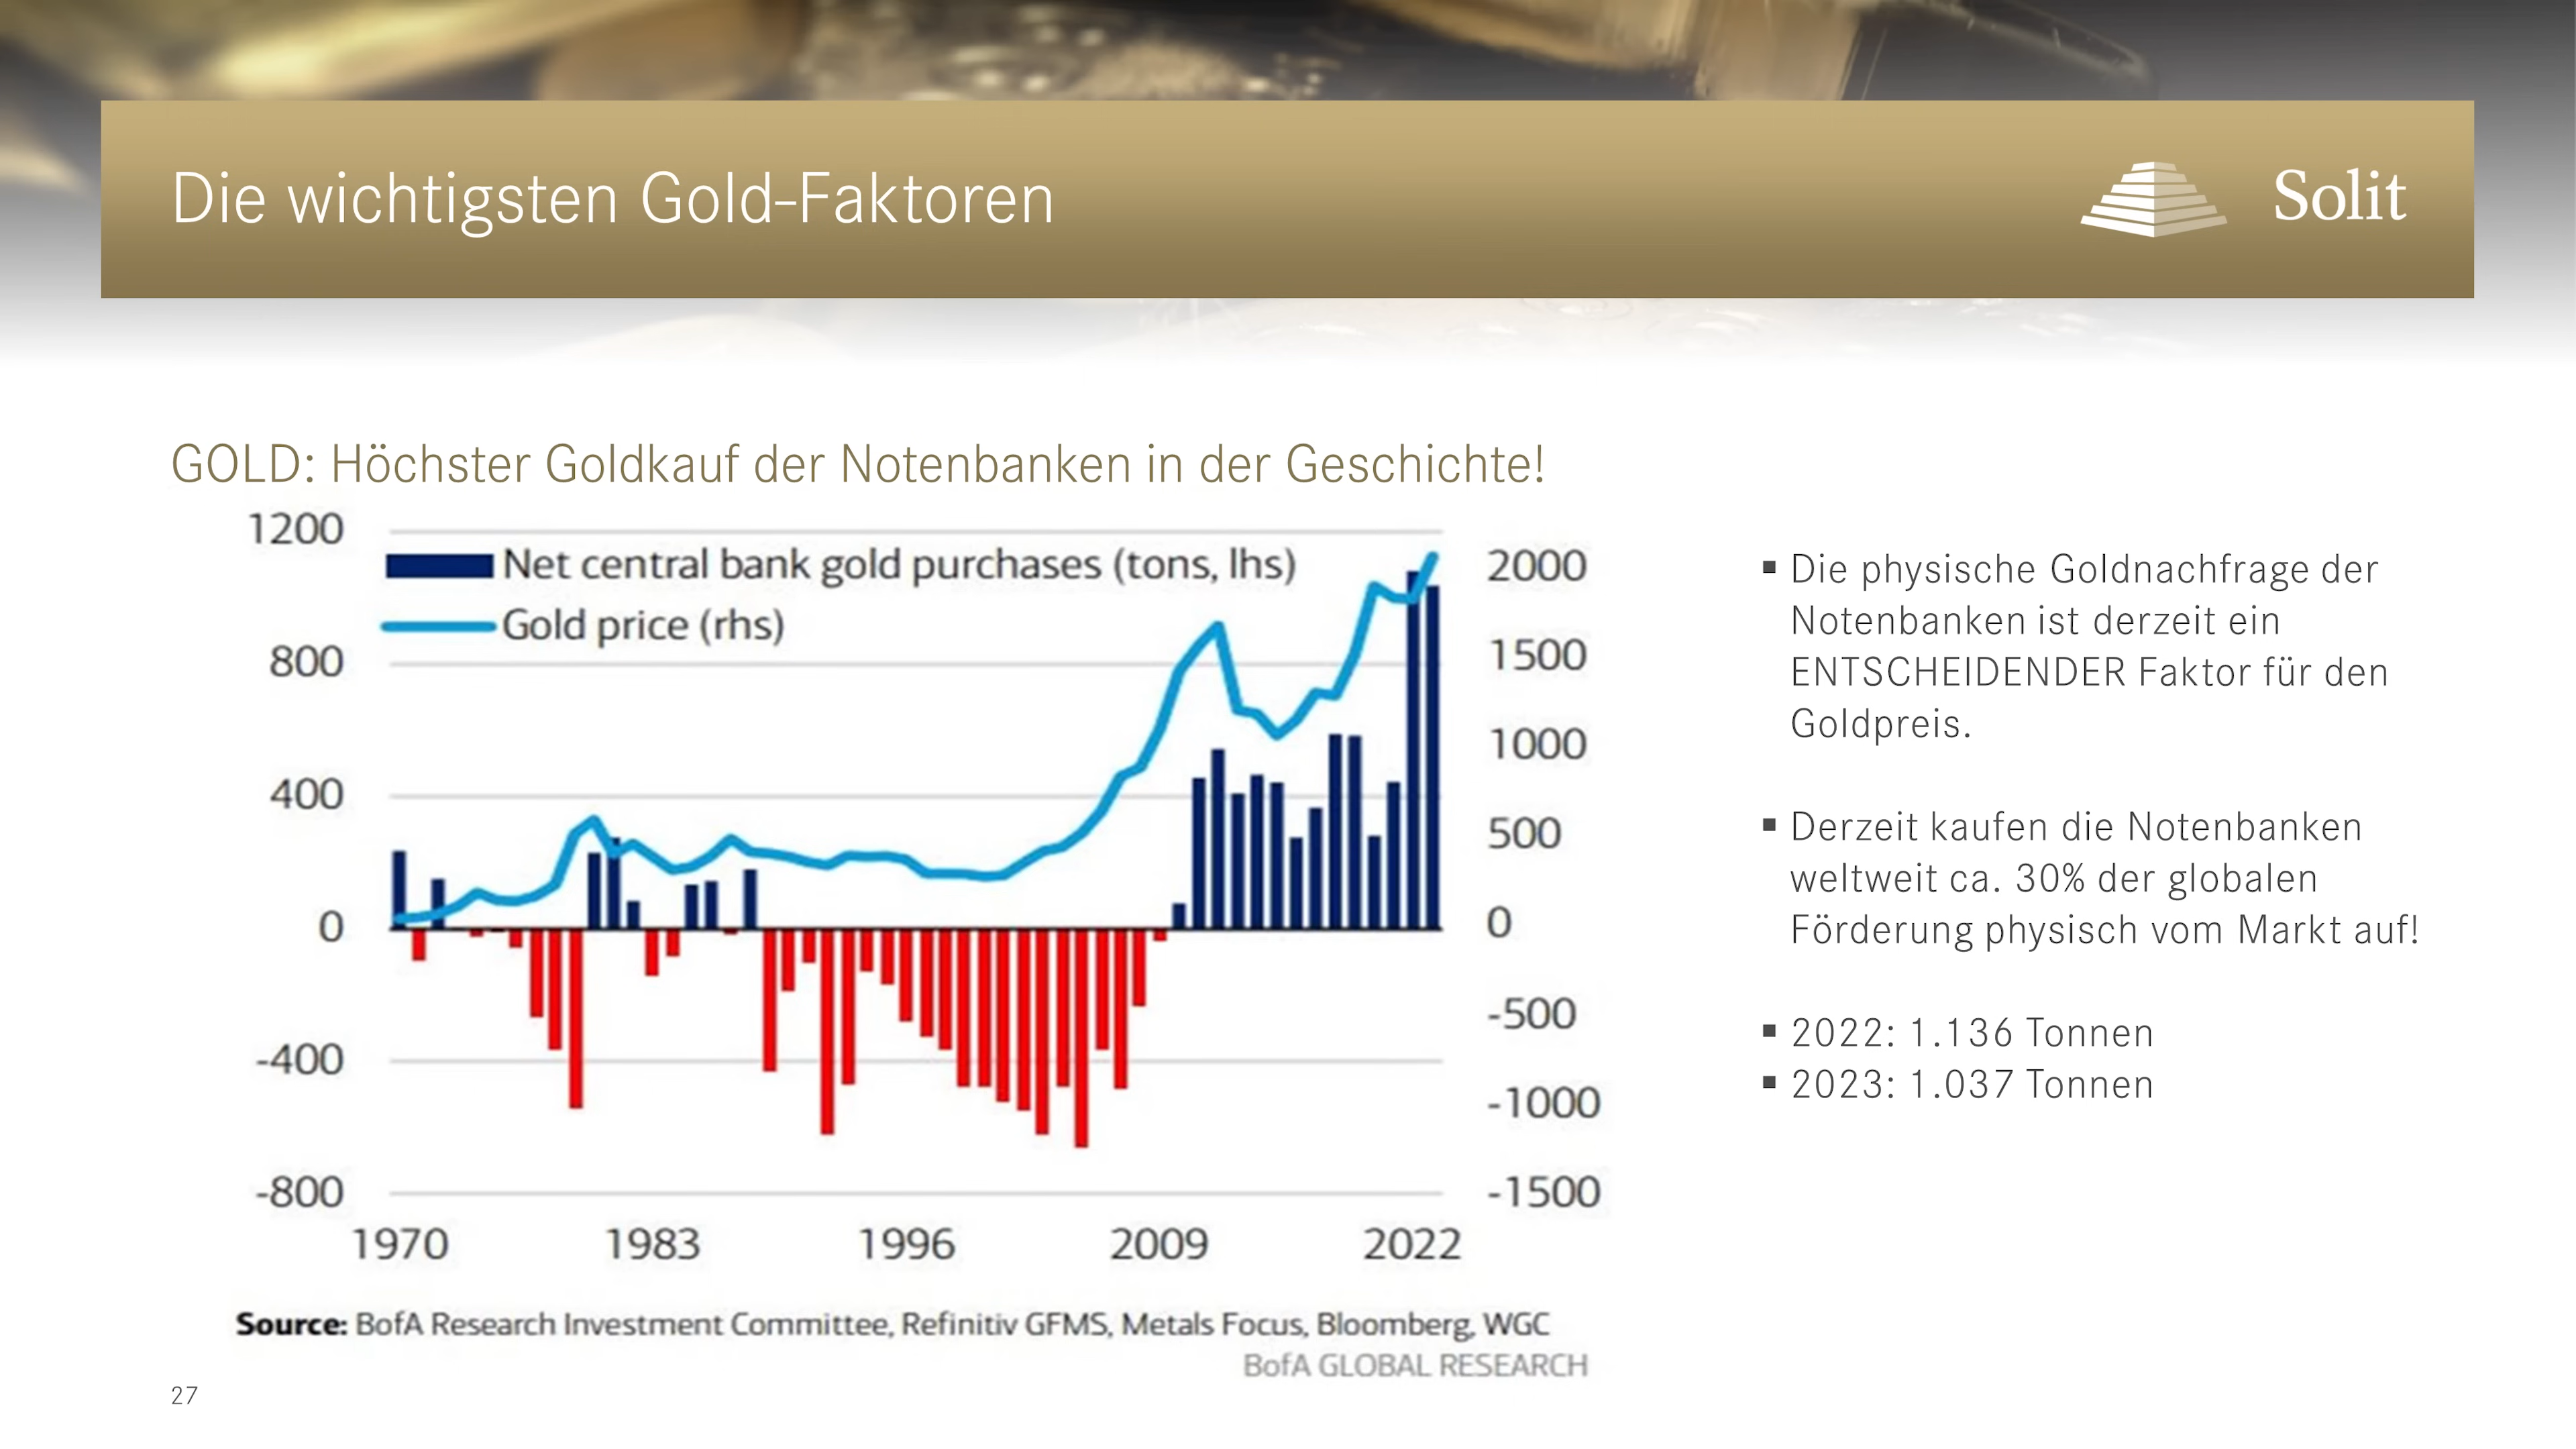 Die wichtigsten Gold-Faktoren
Solit
GOLD: Höchster Goldkauf der Notenbanken in der Geschichte!
1200
800
400
0
-400
-800
Net central bank gold purchases (tons, lhs)
Gold price (rhs)
2000
1500
1000
500
0
-500
-1000
-1500
1970
1983
1996
2009
2022
Source: BofA Research Investment Committee, Refinitiv GFMS, Metals Focus, Bloomberg, WGC
BofA GLOBAL RESEARCH
▪ Die physische Goldnachfrage der
Notenbanken ist derzeit ein
ENTSCHEIDENDER Faktor für den
Goldpreis.
▪ Derzeit kaufen die Notenbanken
weltweit ca. 30% der globalen
Förderung physisch vom Markt auf!
▪ 2022: 1.136 Tonnen
▪ 2023: 1.037 Tonnen
27